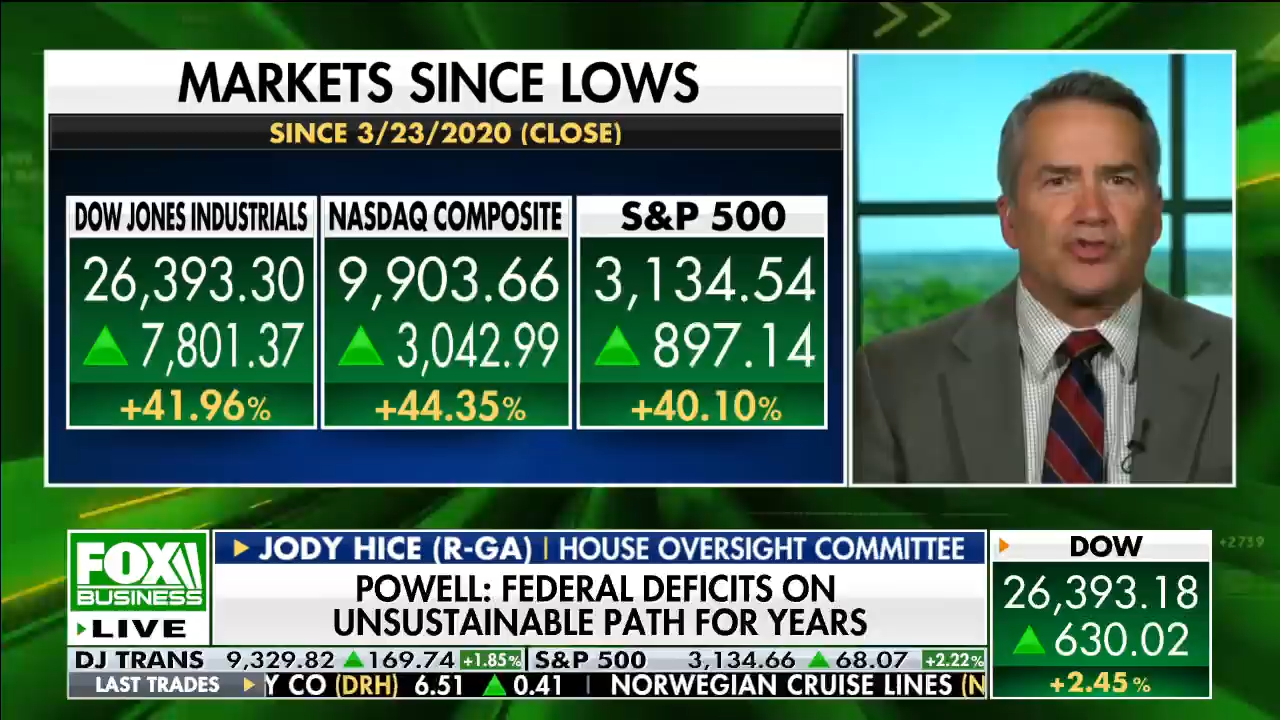 MARKETS SINCE LOWS
SINCE 3/23/2020 (CLOSE)
DOW JONES INDUSTRIALS
26,393.30
7,801.37
+41.96%
NASDAQ COMPOSITE
9,903.66
3,042.99
+44.35%
S&P 500
3,134.54
897.14
+40.10%
FOX
BUSINESS
LIVE
JODY HICE (R-GA) | HOUSE OVERSIGHT COMMITTEE
POWELL: FEDERAL DEFICITS ON
UNSUSTAINABLE PATH FOR YEARS
DOW
26,393.18
630.02
+2.45%
DJ TRANS 9,329.82 169.74 +1.85% S&P 500 3,134.66 68.07 +2.22%
LAST TRADES Y CO (DRH) 6.51 0.41 | NORWEGIAN CRUISE LINES (N
+2739